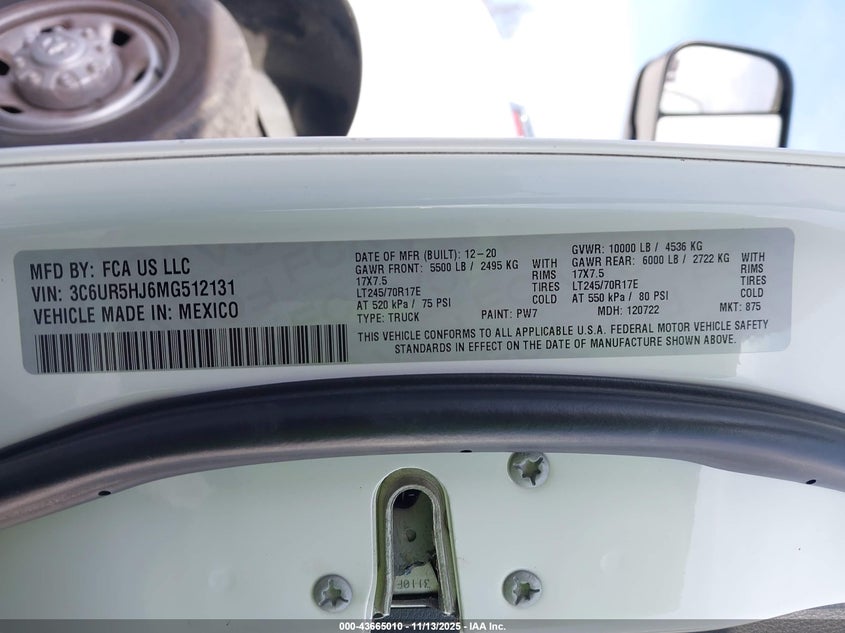 MFD BY: FCA US LLC
VIN: 3C6UR5HJ6MG512131
VEHICLE MADE IN: MEXICO
DATE OF MFR (BUILT): 12-20
GAWR FRONT: 5500 LB / 2495 KG WITH
17X7.5 RIMS
LT245/70R17E TIRES
AT 520 kPa / 75 PSI COLD
TYPE: TRUCK PAINT: PW7
GVWR: 10000 LB / 4536 KG
GAWR REAR: 6000 LB / 2722 KG WITH
17X7.5 RIMS
LT245/70R17E TIRES
AT 550 kPa / 80 PSI COLD
MDH: 120722 MKT: 875
THIS VEHICLE CONFORMS TO ALL APPLICABLE U.S.A. FEDERAL MOTOR VEHICLE SAFETY
STANDARDS IN EFFECT ON THE DATE OF MANUFACTURE SHOWN ABOVE.
3110F
000-43665010 - 11/13/2025 - IAA Inc.